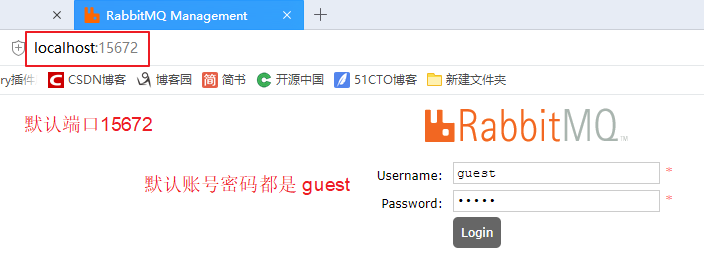 RabbitMQ Management
localhost:15672
ry插件 CSDN博客 博客园 简书 开源中国 51CTO博客 新建文件夹
默认端口15672
RabbitMQ™
默认账号密码都是 guest
Username: guest *
Password: ••••• *
Login